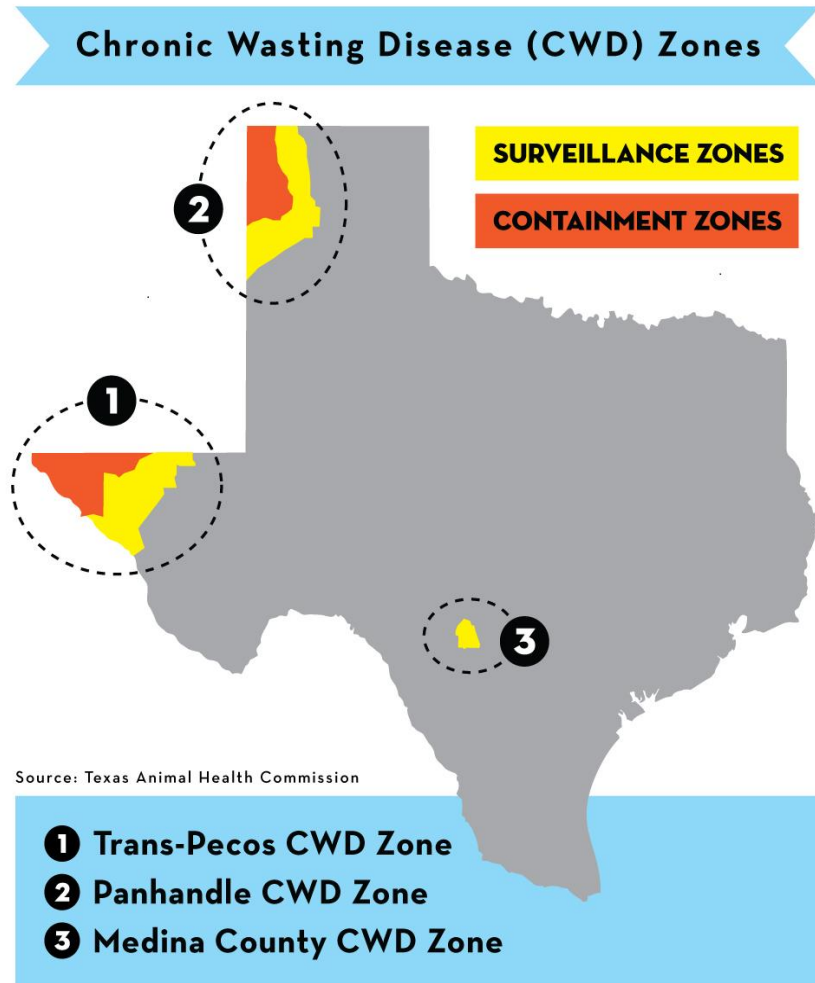 Chronic Wasting Disease (CWD) Zones
SURVEILLANCE ZONES
CONTAINMENT ZONES
2
1
3
Source: Texas Animal Health Commission
1 Trans-Pecos CWD Zone
2 Panhandle CWD Zone
3 Medina County CWD Zone